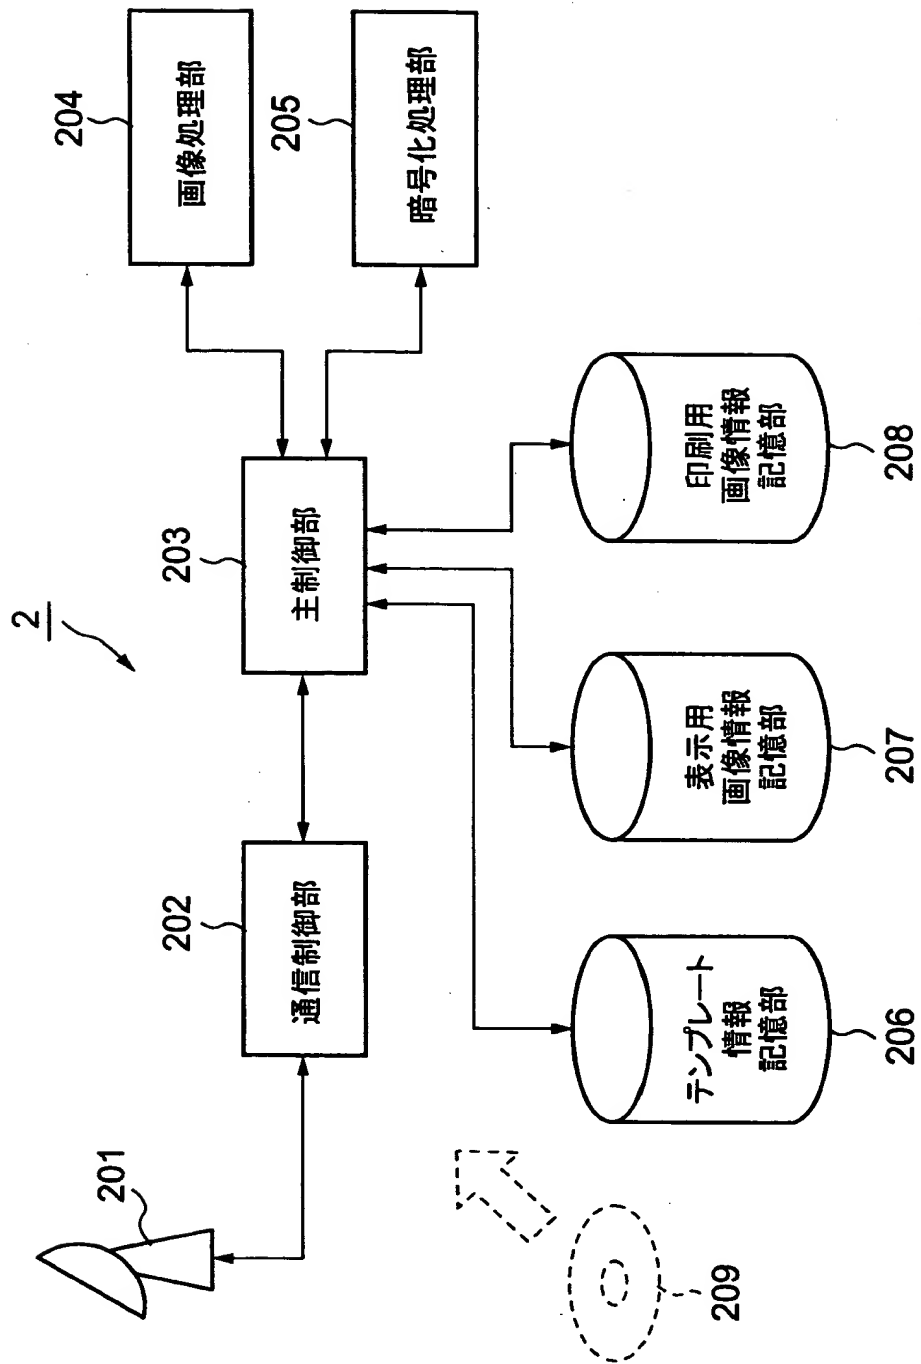 2
201
202
通信制御部
203
主制御部
204
画像処理部
205
暗号化処理部
テンプレート
情報
記憶部
206
表示用
画像情報
記憶部
207
印刷用
画像情報
記憶部
208
209